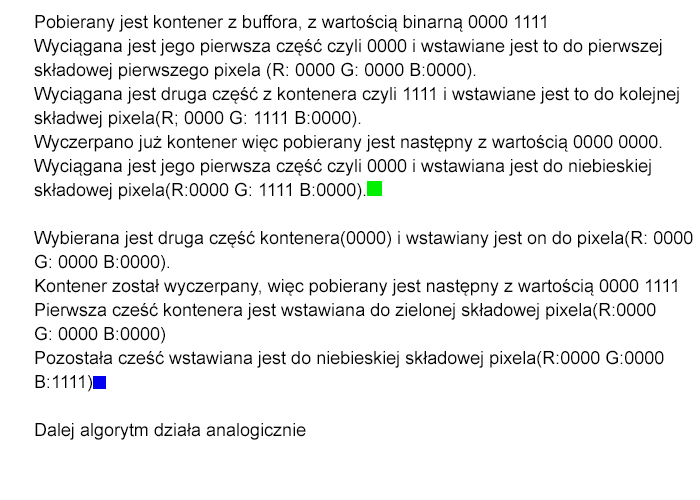 Pobierany jest kontener z buffora, z wartością binarną 0000 1111
Wyciągana jest jego pierwsza część czyli 0000 i wstawiane jest to do pierwszej
składowej pierwszego pixela (R: 0000 G: 0000 B:0000).
Wyciągana jest druga część z kontenera czyli 1111 i wstawiane jest to do kolejnej
składwej pixela(R; 0000 G: 1111 B:0000).
Wyczerpano już kontener więc pobierany jest następny z wartością 0000 0000.
Wyciągana jest jego pierwsza część czyli 0000 i wstawiana jest do niebieskiej
składowej pixela(R:0000 G: 1111 B:0000).
Wybierana jest druga część kontenera(0000) i wstawiany jest on do pixela(R: 0000
G: 0000 B:0000).
Kontener został wyczerpany, więc pobierany jest następny z wartością 0000 1111
Pierwsza cześć kontenera jest wstawiana do zielonej składowej pixela(R:0000
G: 0000 B:0000)
Pozostała cześć wstawiana jest do niebieskiej składowej pixela(R:0000 G:0000
B:1111)
Dalej algorytm działa analogicznie